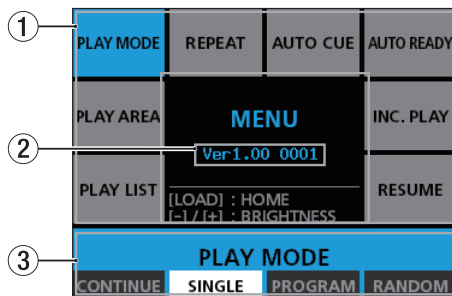 1
PLAY MODE REPEAT AUTO CUE AUTO READY
PLAY AREA MENU INC. PLAY
2
Ver1.00 0001
PLAY LIST RESUME
[LOAD] : HOME
[-] / [+] : BRIGHTNESS
3
PLAY MODE
CONTINUE SINGLE PROGRAM RANDOM